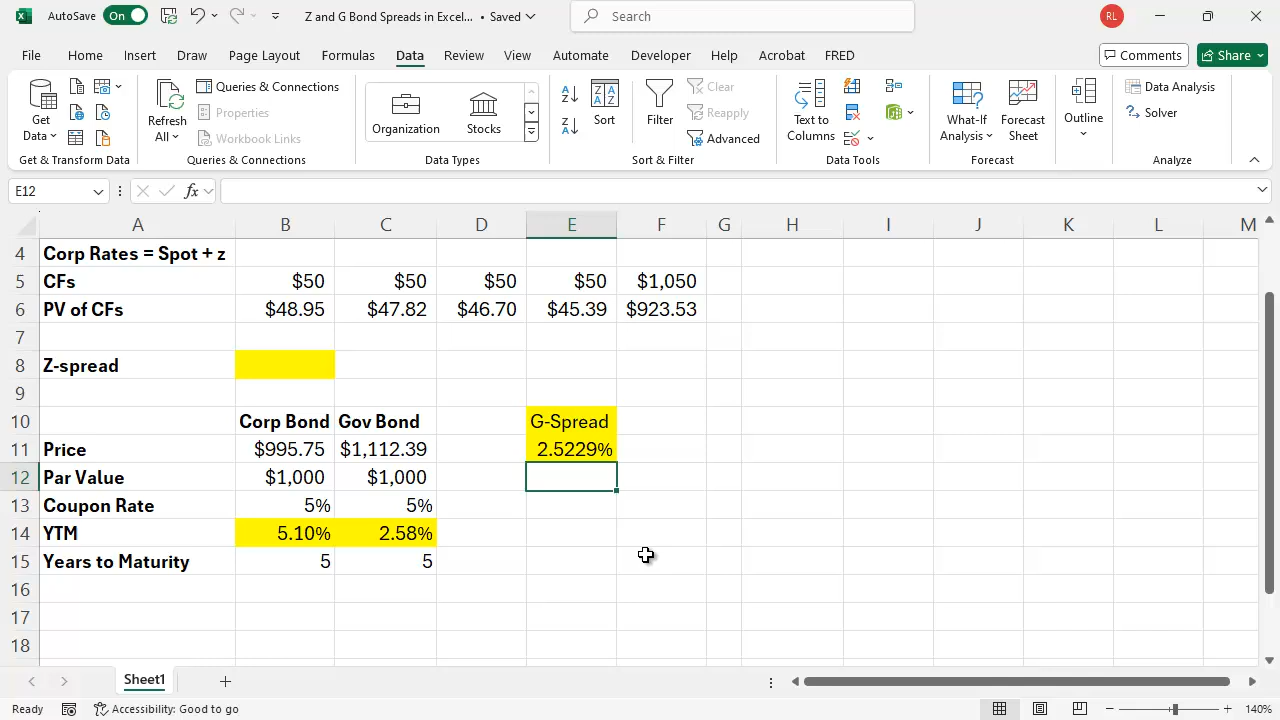 AutoSave On Z and G Bond Spreads in Excel... • Saved Search RL
File Home Insert Draw Page Layout Formulas Data Review View Automate Developer Help Acrobat FRED Comments Share
Get Data Refresh All Queries & Connections Properties Workbook Links Organization Stocks Sort Filter Clear Reapply Advanced Text to Columns What-If Analysis Forecast Sheet Outline Data Analysis Solver
Get & Transform Data Queries & Connections Data Types Sort & Filter Data Tools Forecast Analyze
E12 fx
A B C D E F G H I J K L M
4 Corp Rates = Spot + z
5 CFs $50 $50 $50 $50 $1,050
6 PV of CFs $48.95 $47.82 $46.70 $45.39 $923.53
7
8 Z-spread
9
10 Corp Bond Gov Bond G-Spread
11 Price $995.75 $1,112.39 2.5229%
12 Par Value $1,000 $1,000
13 Coupon Rate 5% 5%
14 YTM 5.10% 2.58%
15 Years to Maturity 5 5
16
17
18
Sheet1
Ready Accessibility: Good to go 140%